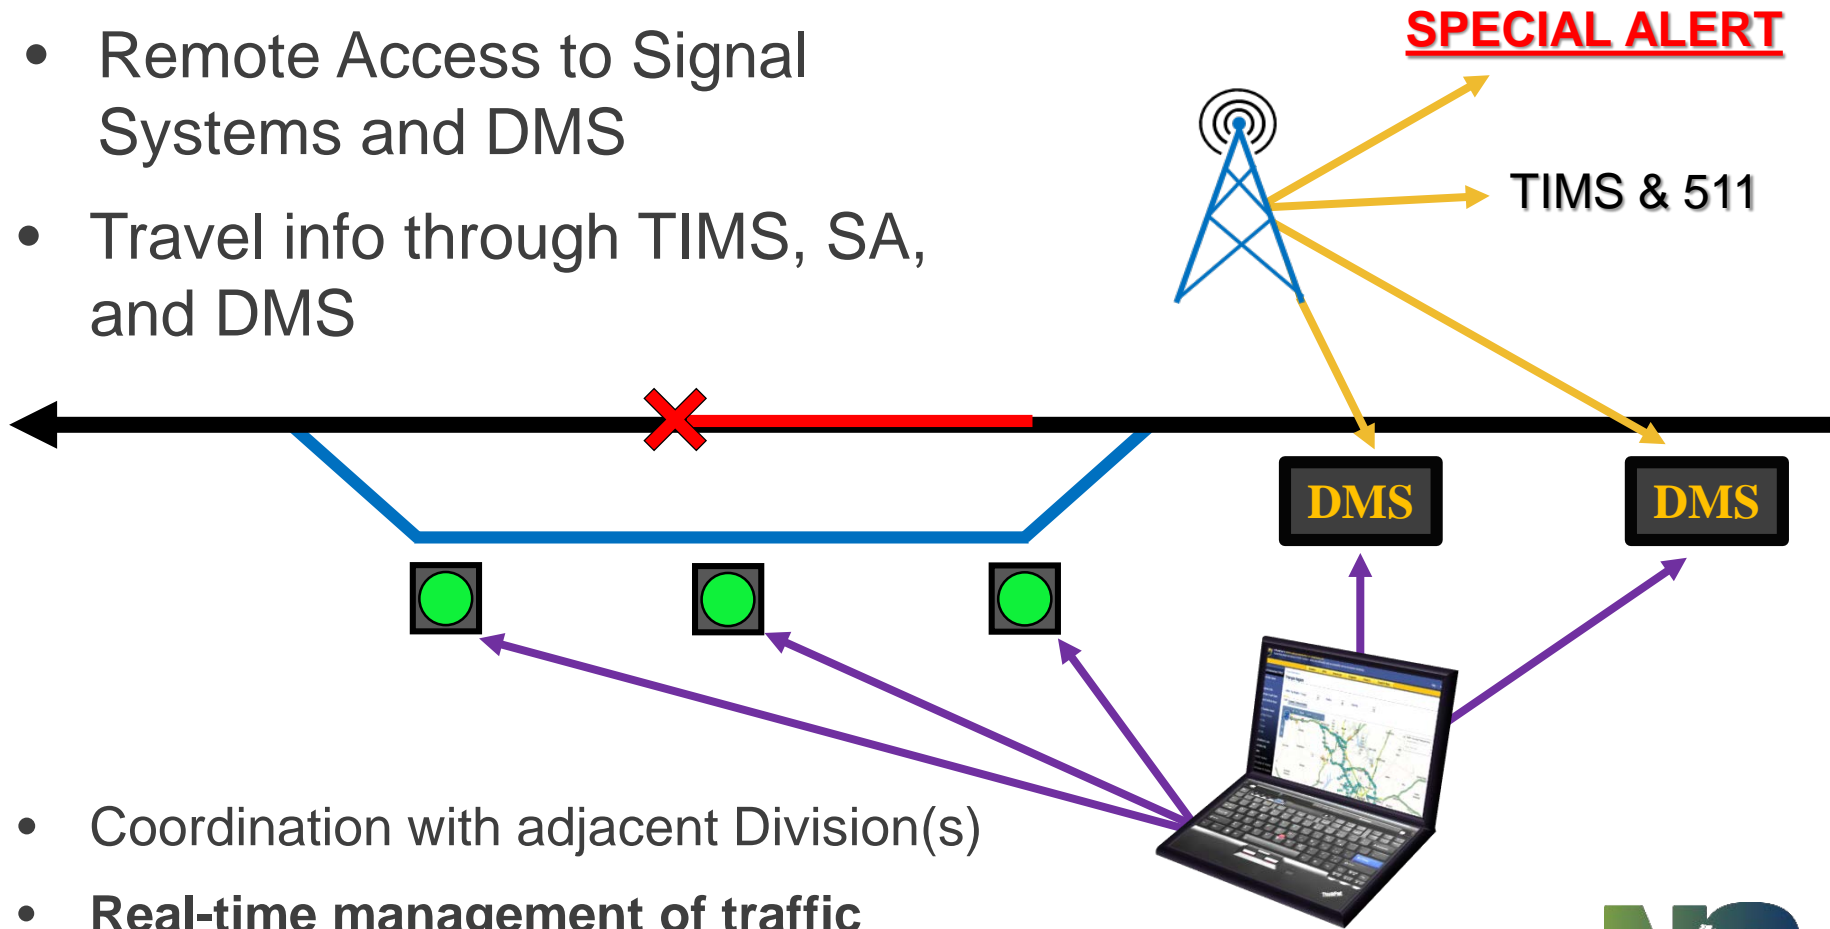 • Remote Access to Signal
Systems and DMS
• Travel info through TIMS, SA,
and DMS
SPECIAL ALERT
TIMS & 511
DMS
DMS
• Coordination with adjacent Division(s)
• Real-time management of traffic